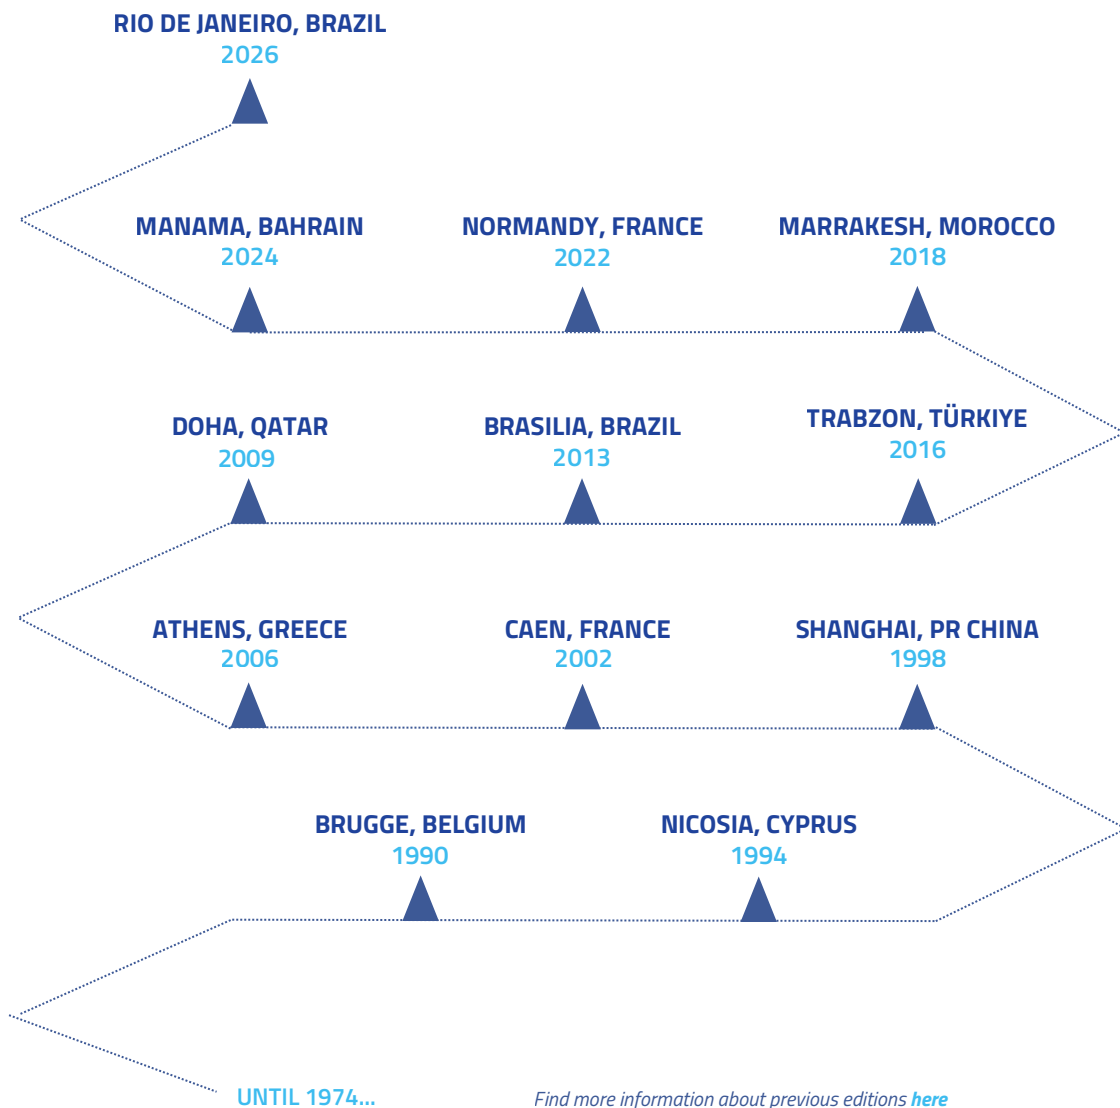 RIO DE JANEIRO, BRAZIL
2026
MANAMA, BAHRAIN
2024
NORMANDY, FRANCE
2022
MARRAKESH, MOROCCO
2018
DOHA, QATAR
2009
BRASILIA, BRAZIL
2013
TRABZON, TÜRKIYE
2016
ATHENS, GREECE
2006
CAEN, FRANCE
2002
SHANGHAI, PR CHINA
1998
BRUGGE, BELGIUM
1990
NICOSIA, CYPRUS
1994
UNTIL 1974...
Find more information about previous editions here